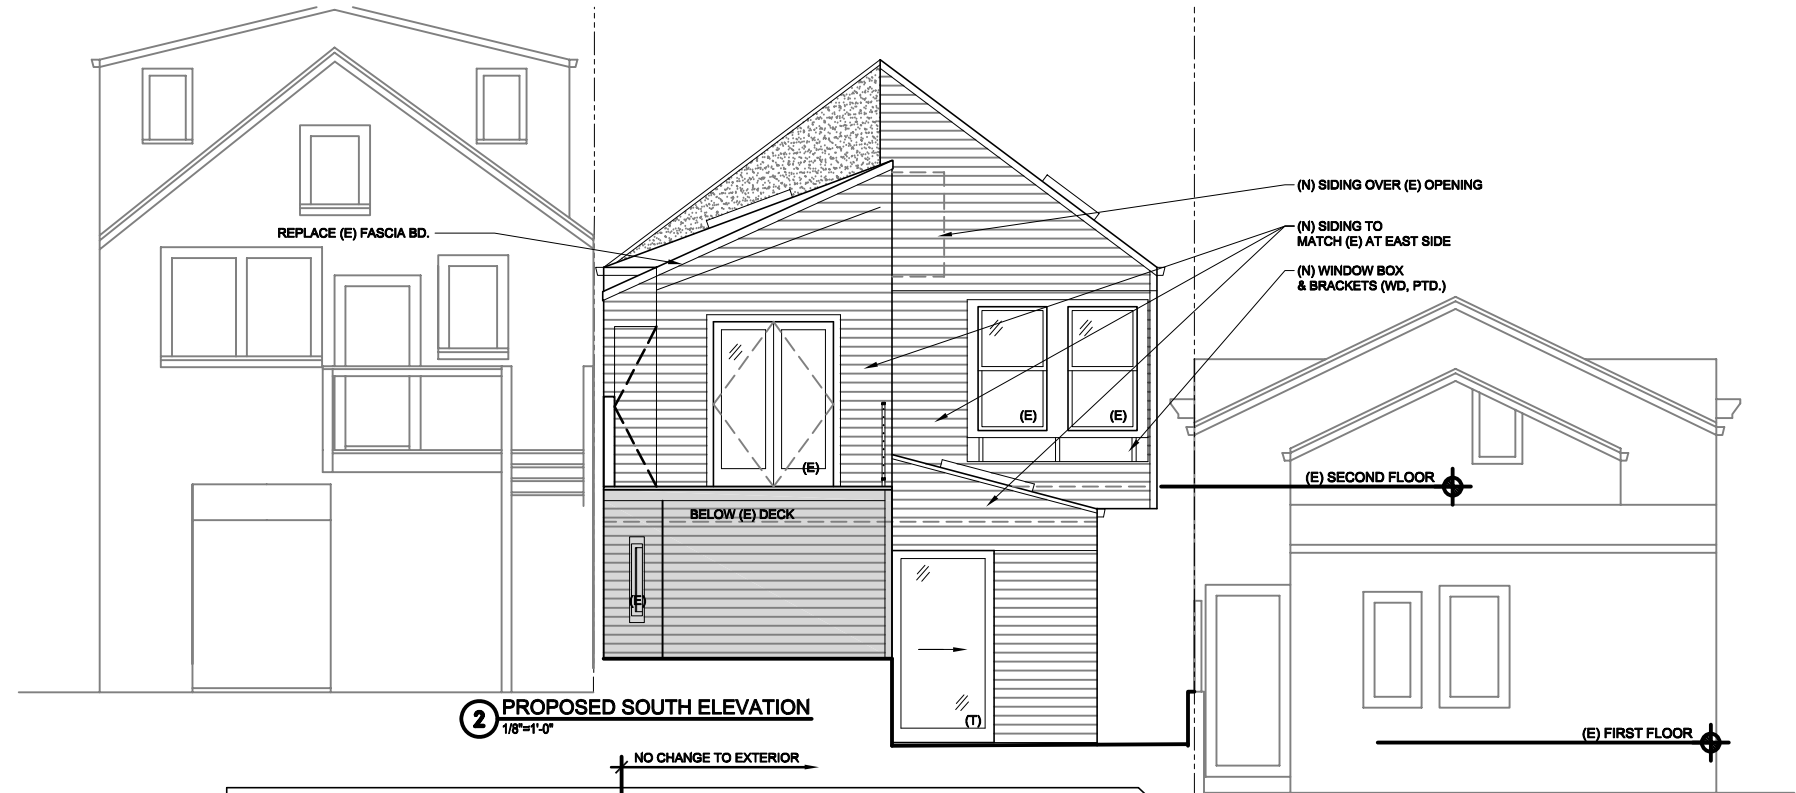 (N) SIDING OVER (E) OPENING
REPLACE (E) FASCIA BD.
(N) SIDING TO
MATCH (E) AT EAST SIDE
(N) WINDOW BOX
& BRACKETS (WD, PTD.)
(E)
(E)
(E)
(E) SECOND FLOOR
BELOW (E) DECK
(E)
2
PROPOSED SOUTH ELEVATION
1/8"=1'-0"
(T)
(E) FIRST FLOOR
NO CHANGE TO EXTERIOR